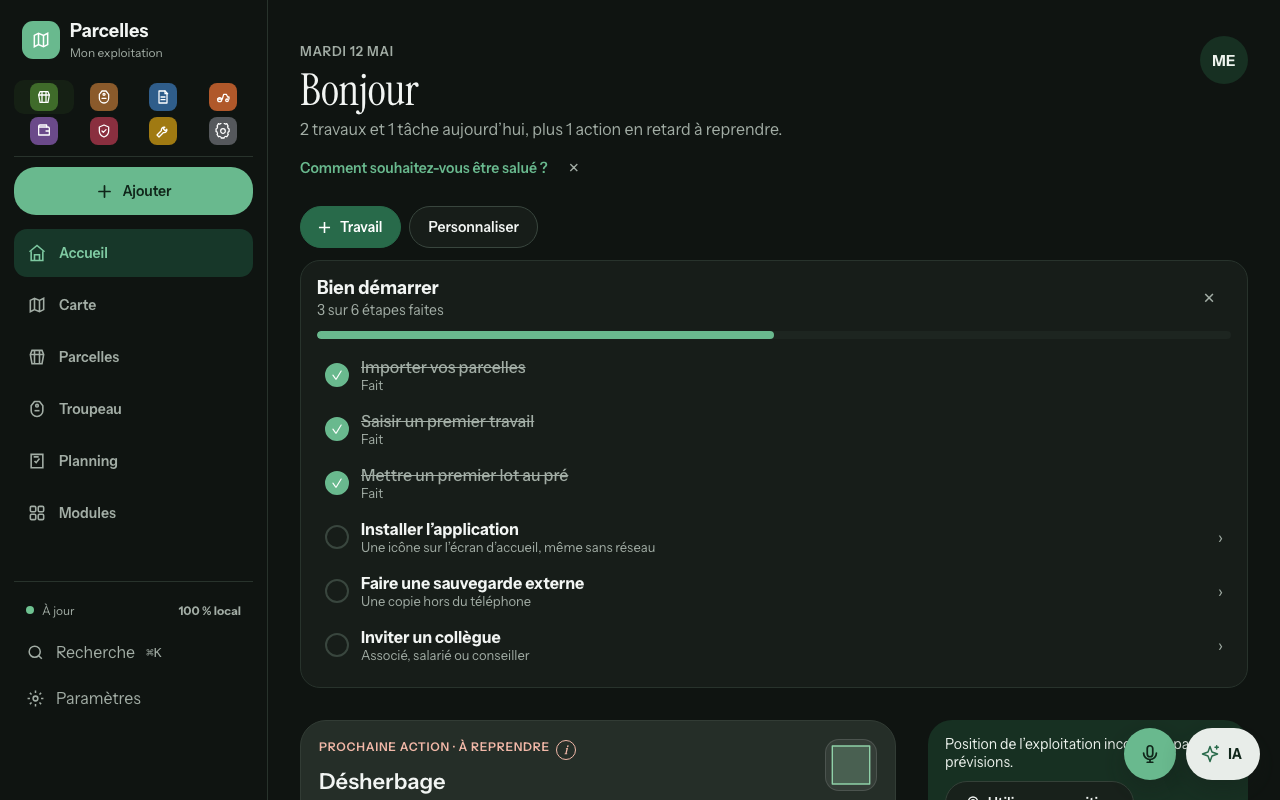 Parcelles
Mon exploitation
Ajouter
Accueil
Carte
Parcelles
Troupeau
Planning
Modules
À jour
100 % local
Recherche ⌘K
Paramètres
MARDI 12 MAI
ME
Bonjour
2 travaux et 1 tâche aujourd'hui, plus 1 action en retard à reprendre.
Comment souhaitez-vous être salué ? ×
+ Travail
Personnaliser
Bien démarrer
3 sur 6 étapes faites
Importer vos parcelles
Fait
Saisir un premier travail
Fait
Mettre un premier lot au pré
Fait
Installer l'application
Une icône sur l'écran d'accueil, même sans réseau
Faire une sauvegarde externe
Une copie hors du téléphone
Inviter un collègue
Associé, salarié ou conseiller
PROCHAINE ACTION · À REPRENDRE i
Désherbage
Position de l'exploitation
prévisions.
IA